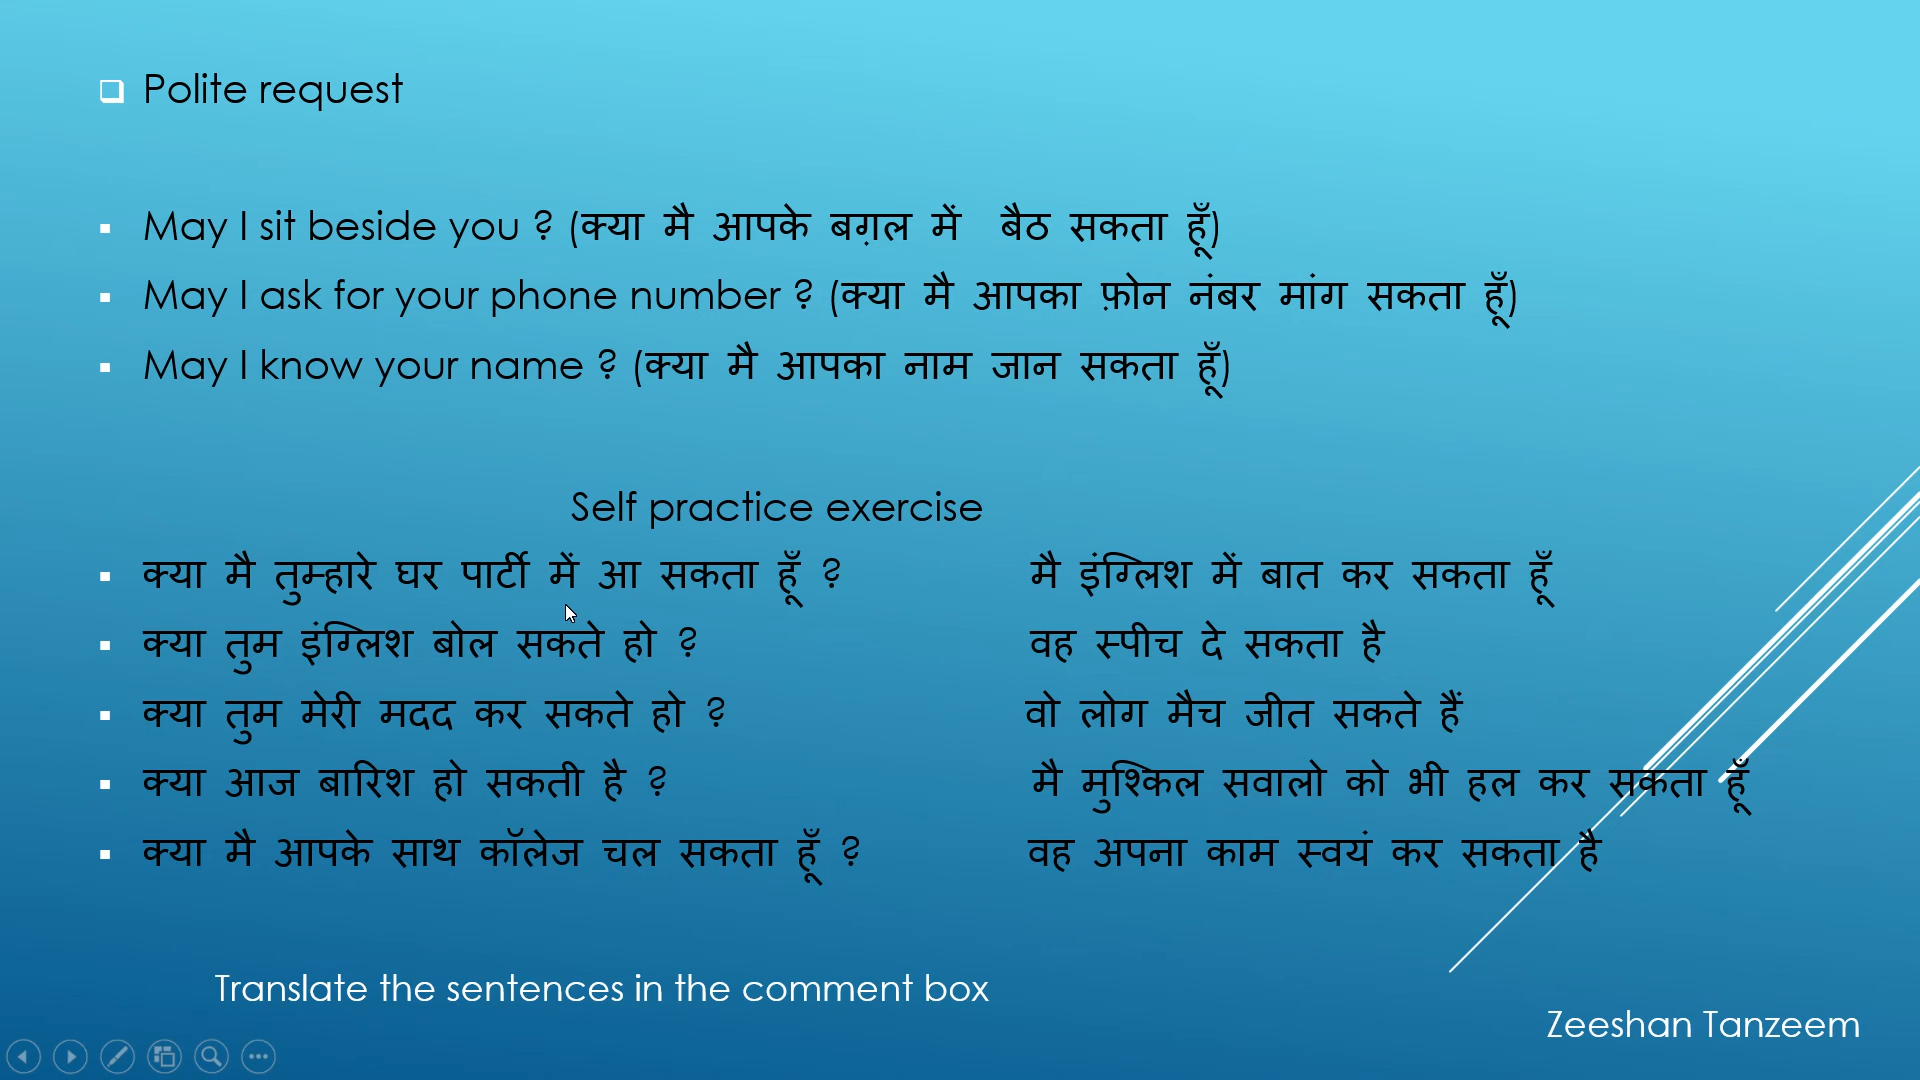 Polite request
May I sit beside you ? (क्या मै आपके बग़ल में बैठ सकता हूँ)
May I ask for your phone number ? (क्या मै आपका फ़ोन नंबर मांग सकता हूँ)
May I know your name ? (क्या मै आपका नाम जान सकता हूँ)
Self practice exercise
क्या मै तुम्हारे घर पार्टी में आ सकता हूँ ? मै इंग्लिश में बात कर सकता हूँ
क्या तुम इंग्लिश बोल सकते हो ? वह स्पीच दे सकता है
क्या तुम मेरी मदद कर सकते हो ? वो लोग मैच जीत सकते हैं
क्या आज बारिश हो सकती है ? मै मुश्किल सवालो को भी हल कर सकता हूँ
क्या मै आपके साथ कॉलेज चल सकता हूँ ? वह अपना काम स्वयं कर सकता है
Translate the sentences in the comment box
Zeeshan Tanzeem